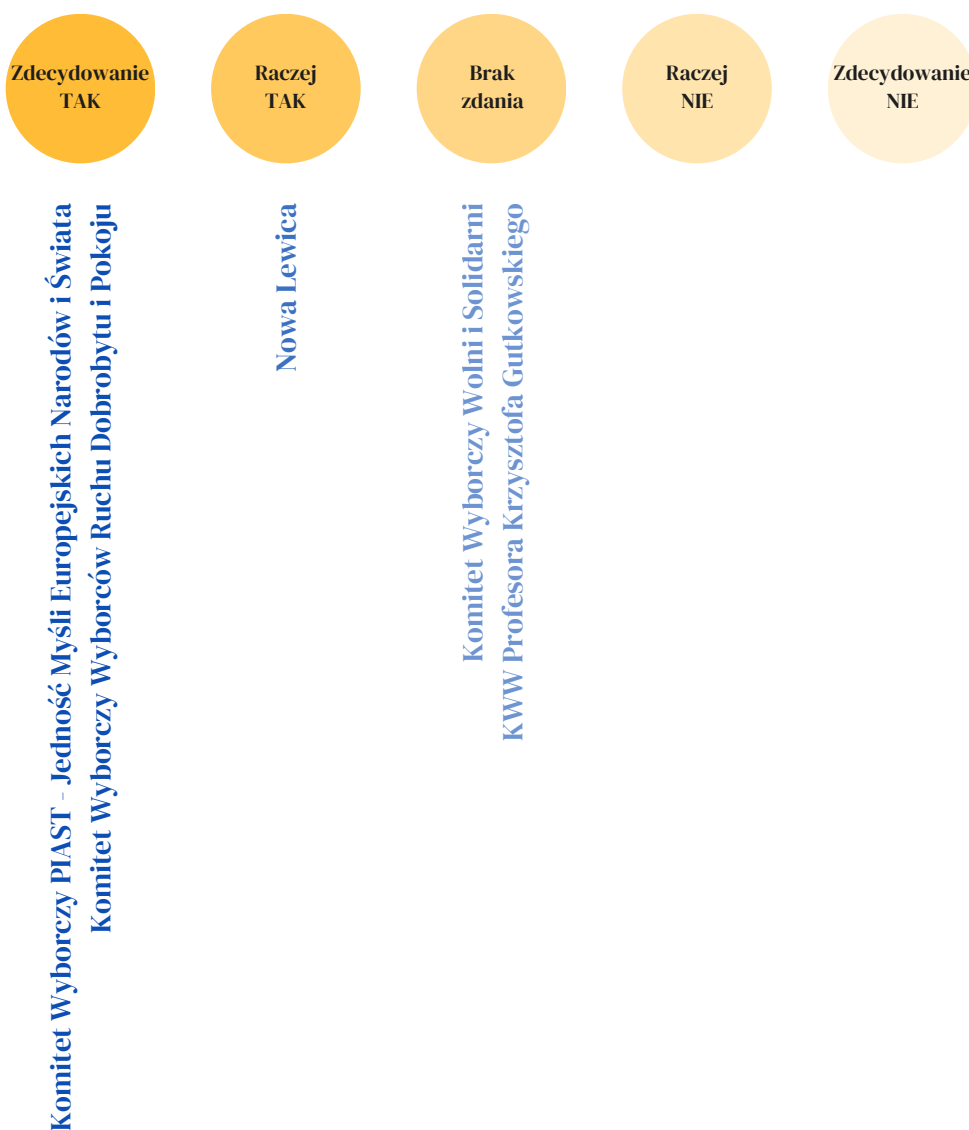 Zdecydowanie
TAK
Raczej
TAK
Brak
zdania
Raczej
NIE
Zdecydowanie
NIE
Komitet Wyborczy PIAST - Jedność Myśli Europejskich Narodów i Świata
Komitet Wyborczy Wyborców Ruchu Dobrobytu i Pokoju
Nowa Lewica
Komitet Wyborczy Wolni i Solidarni
KWW Profesora Krzysztofa Gutkowskiego